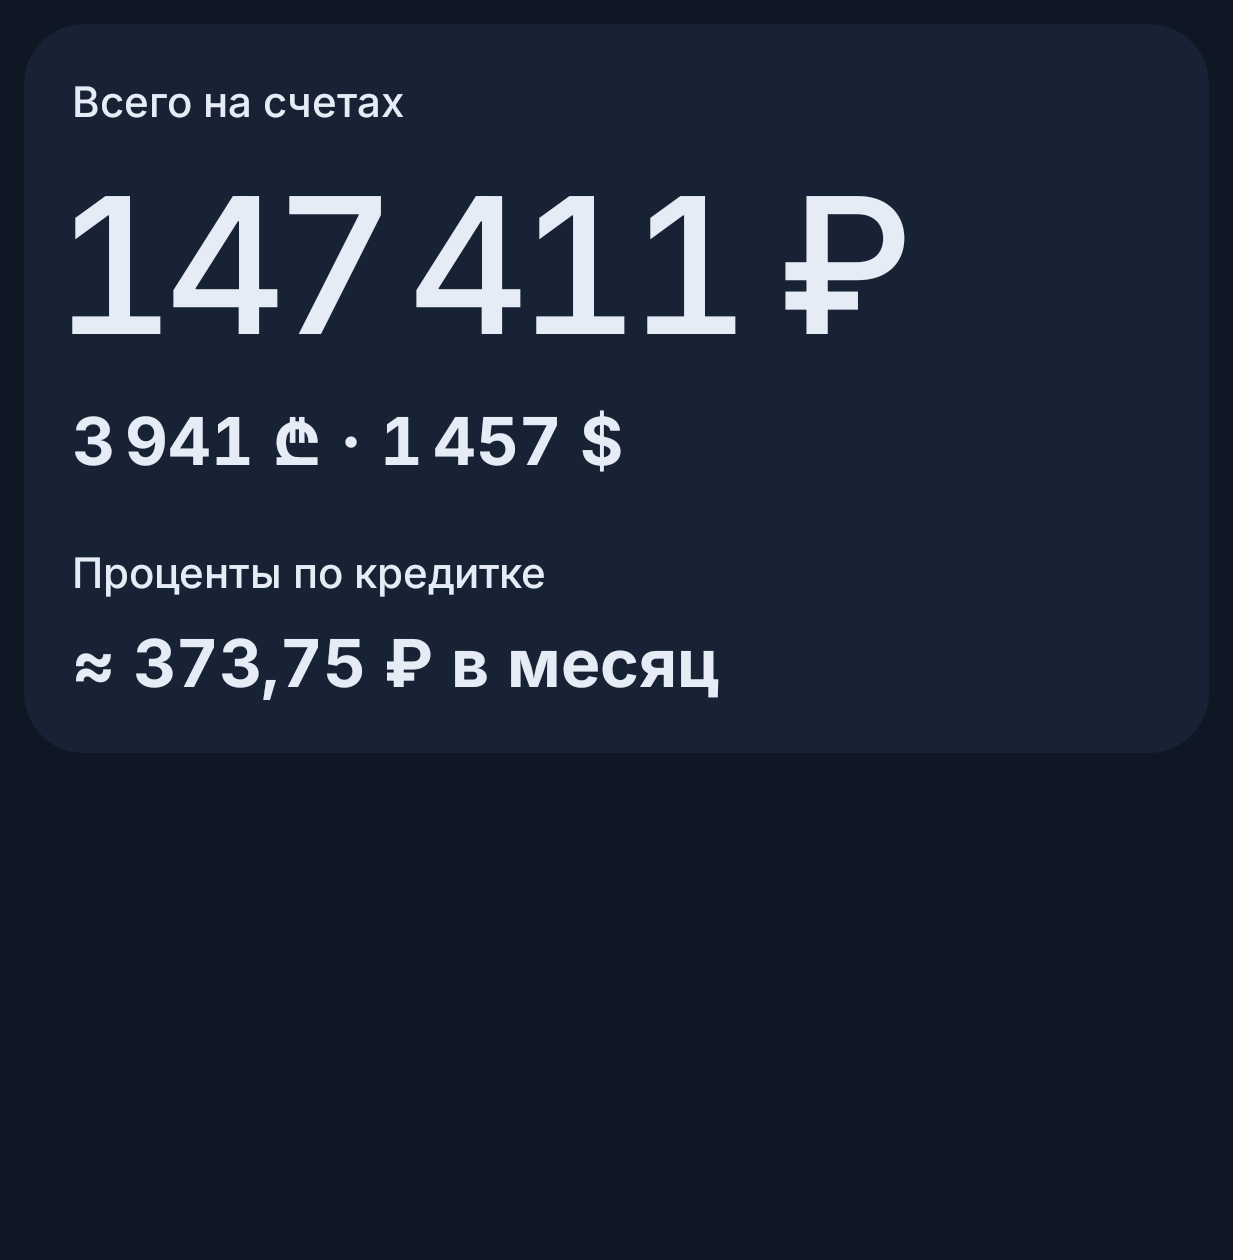 Всего на счетах
147 411 ₽
3 941 ₾ · 1 457 $
Проценты по кредитке
≈ 373,75 ₽ в месяц